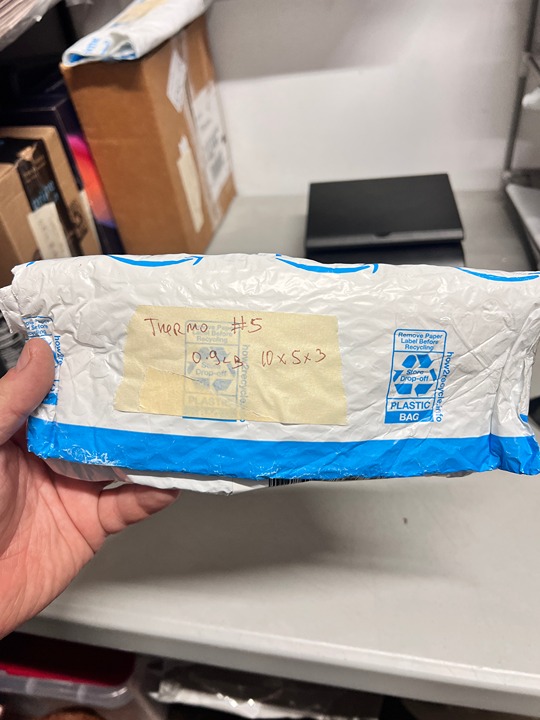 Thermo #5
0.9LB 10x5x3
Remove Paper
Label Before
Recycling
Store
Drop-off
PLASTIC
BAG
how2recycle.info